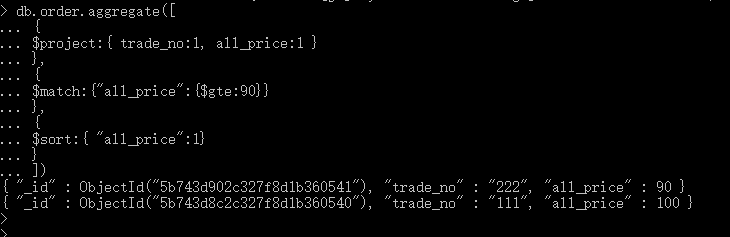 > db.order.aggregate([
... {
... $project:{ trade_no:1, all_price:1 }
... },
... {
... $match:{"all_price":{$gte:90}}
... },
... {
... $sort:{ "all_price":1}
... }
... ])
{ "_id" : ObjectId("5b743d902c327f8d1b360541"), "trade_no" : "222", "all_price" : 90 }
{ "_id" : ObjectId("5b743d8c2c327f8d1b360540"), "trade_no" : "111", "all_price" : 100 }
>
>